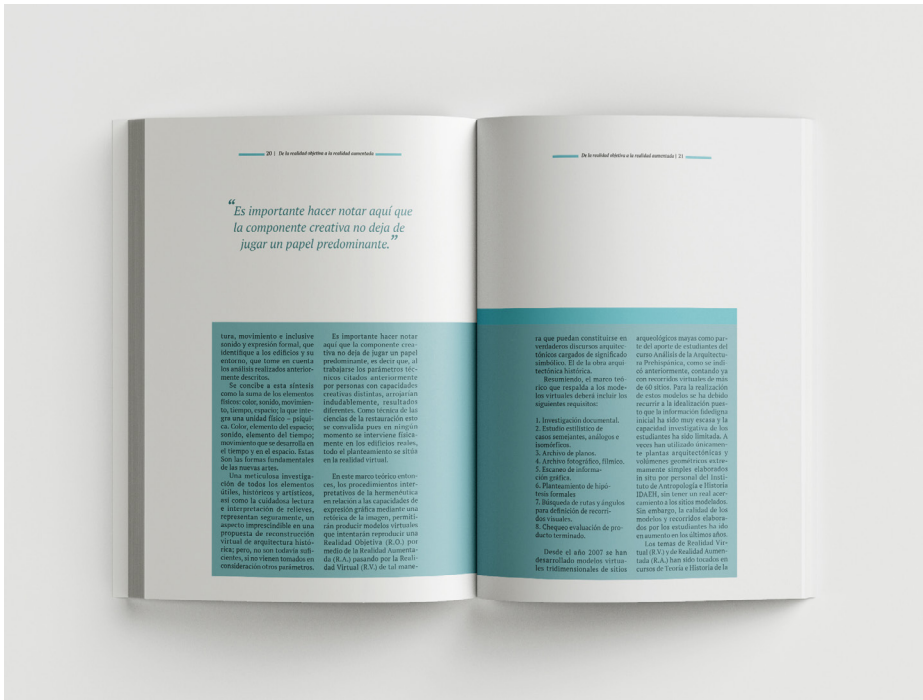 20 | De la realidad objetiva a la realidad aumentada
“Es importante hacer notar aquí que
la componente creativa no deja de
jugar un papel predominante.”
tura, movimiento e inclusive
sonido y expresión formal, que
identifique a los edificios y su
entorno, que tome en cuenta
los análisis realizados anterior-
mente descritos.
Se concibe a esta síntesis
como la suma de los elementos
físicos: color, sonido, movimien-
to, tiempo, espacio; la que inte-
gra una unidad físico – psíqui-
ca. Color, elemento del espacio;
sonido, elemento del tiempo;
movimiento que se desarrolla en
el tiempo y en el espacio. Estas
Son las formas fundamentales
de las nuevas artes.
Una meticulosa investiga-
ción de todos los elementos
útiles, históricos y artísticos,
así como la cuidadosa lectura
e interpretación de relieves,
representan seguramente, un
aspecto imprescindible en una
propuesta de reconstrucción
virtual de arquitectura histó-
rica; pero, no son todavía sufi-
cientes, si no vienen tomados en
consideración otros parámetros.
Es importante hacer notar
aquí que la componente crea-
tiva no deja de jugar un papel
predominante, es decir que, al
trabajarse los parámetros téc-
nicos citados anteriormente
por personas con capacidades
creativas distintas, arrojarían
indudablemente, resultados
diferentes. Como técnica de las
ciencias de la restauración esto
se convalida pues en ningún
momento se interviene física-
mente en los edificios reales,
todo el planteamiento se sitúa
en la realidad virtual.
En este marco teórico enton-
ces, los procedimientos inter-
pretativos de la hermenéutica
en relación a las capacidades de
expresión gráfica mediante una
retórica de la imagen, permiti-
rán producir modelos virtuales
que intentarán reproducir una
Realidad Objetiva (R.O.) por
medio de la Realidad Aumenta-
da (R.A.) pasando por la Reali-
dad Virtual (R.V.) de tal mane-
De la realidad objetiva a la realidad aumentada | 21
ra que puedan constituirse en
verdaderos discursos arquitec-
tónicos cargados de significado
simbólico. El de la obra arqui-
tectónica histórica.
Resumiendo, el marco teó-
rico que respalda a los mode-
los virtuales deberá incluir los
siguientes requisitos:
1. Investigación documental.
2. Estudio estilístico de
casos semejantes, análogos e
isomórficos.
3. Archivo de planos.
4. Archivo fotográfico, fílmico.
5. Escaneo de informa-
ción gráfica.
6. Planteamiento de hipó-
tesis formales
7. Búsqueda de rutas y ángulos
para definición de recorri-
dos visuales.
8. Chequeo evaluación de pro-
ducto terminado.
Desde el año 2007 se han
desarrollado modelos virtua-
les tridimensionales de sitios
arqueológicos mayas como par-
te del aporte de estudiantes del
curso Análisis de la Arquitectu-
ra Prehispánica, como se indi-
có anteriormente, contando ya
con recorridos virtuales de más
de 60 sitios. Para la realización
de estos modelos se ha debido
recurrir a la idealización pues-
to que la información fidedigna
inicial ha sido muy escasa y la
capacidad investigativa de los
estudiantes ha sido limitada. A
veces han utilizado únicamen-
te plantas arquitectónicas y
volúmenes geométricos extre-
mamente simples elaborados
in situ por personal del Insti-
tuto de Antropología e Historia
IDAEH, sin tener un real acer-
camiento a los sitios modelados.
Sin embargo, la calidad de los
modelos y recorridos elabora-
dos por los estudiantes ha ido
en aumento en los últimos años.
Los temas de Realidad Vir-
tual (R.V.) y de Realidad Aumen-
tada (R.A.) han sido tocados en
cursos de Teoría e Historia de la